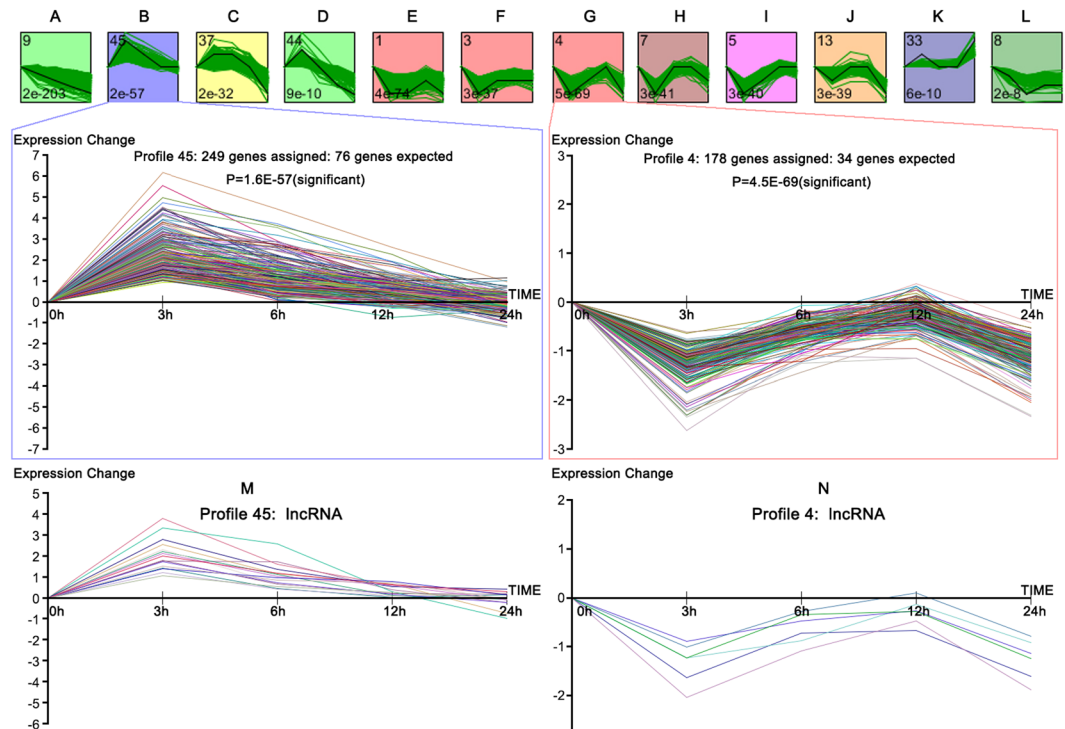 A B C D E F G H I J K L
9 45 37 44 1 3 4 7 5 13 33 8
2e-203 2e-57 2e-32 9e-10 4e-74 3e-37 5e-69 3e-41 3e-40 3e-39 6e-10 2e-8
Expression Change
Profile 45: 249 genes assigned: 76 genes expected
P=1.6E-57(significant)
7
6
5
4
3
2
1
0
-1
-2
-3
-4
-5
-6
-7
TIME
0h 3h 6h 12h 24h
Expression Change
Profile 4: 178 genes assigned: 34 genes expected
P=4.5E-69(significant)
3
2
1
0
-1
-2
-3
TIME
0h 3h 6h 12h 24h
Expression Change
M
Profile 45: lncRNA
5
4
3
2
1
0
-1
-2
-3
-4
-5
-6
TIME
0h 3h 6h 12h 24h
Expression Change
N
Profile 4: lncRNA
2
1
0
-1
-2
TIME
0h 3h 6h 12h 24h